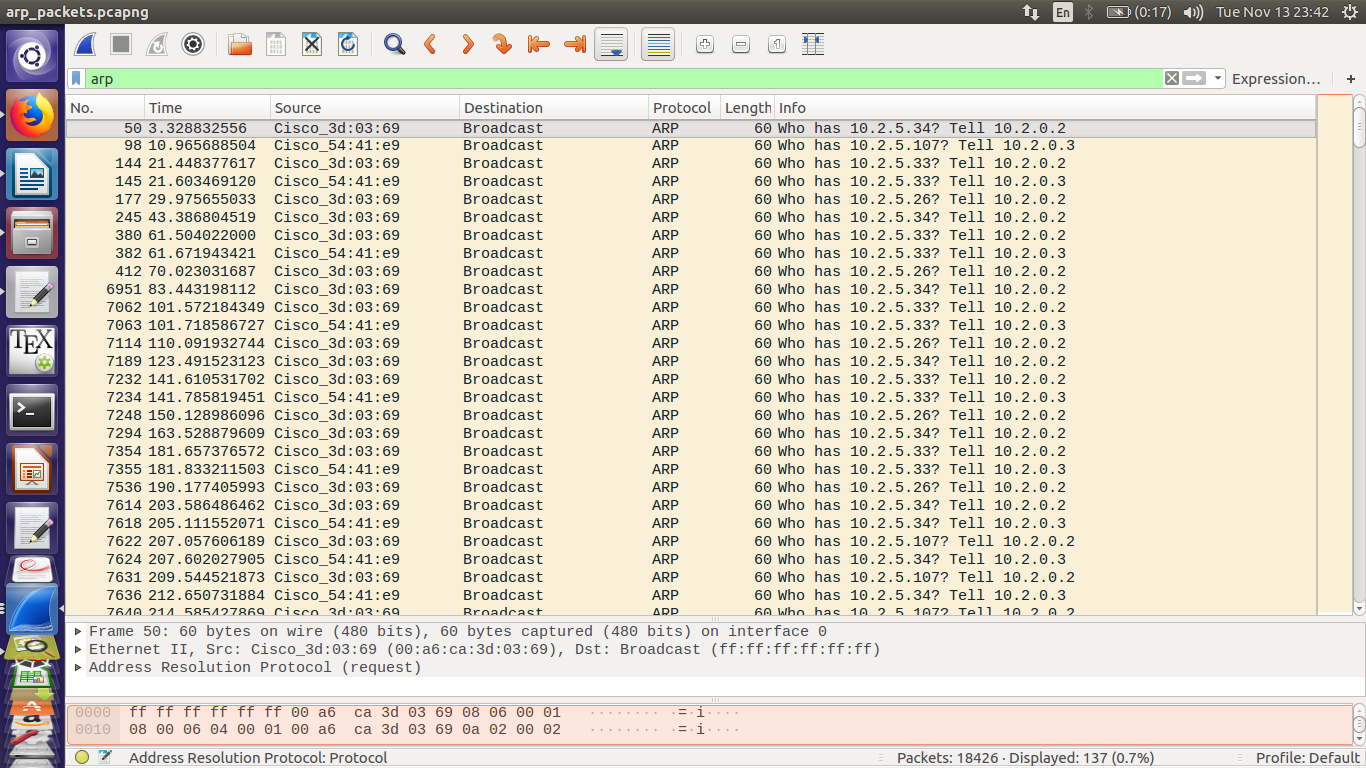 arp_packets.pcapng En (0:17) Tue Nov 13 23:42
arp Expression… +
No. Time Source Destination Protocol Length Info
50 3.328832556 Cisco_3d:03:69 Broadcast ARP 60 Who has 10.2.5.34? Tell 10.2.0.2
98 10.965688504 Cisco_54:41:e9 Broadcast ARP 60 Who has 10.2.5.107? Tell 10.2.0.3
144 21.448377617 Cisco_3d:03:69 Broadcast ARP 60 Who has 10.2.5.33? Tell 10.2.0.2
145 21.603469120 Cisco_54:41:e9 Broadcast ARP 60 Who has 10.2.5.33? Tell 10.2.0.3
177 29.975655033 Cisco_3d:03:69 Broadcast ARP 60 Who has 10.2.5.26? Tell 10.2.0.2
245 43.386804519 Cisco_3d:03:69 Broadcast ARP 60 Who has 10.2.5.34? Tell 10.2.0.2
380 61.504022000 Cisco_3d:03:69 Broadcast ARP 60 Who has 10.2.5.33? Tell 10.2.0.2
382 61.671943421 Cisco_54:41:e9 Broadcast ARP 60 Who has 10.2.5.33? Tell 10.2.0.3
412 70.023031687 Cisco_3d:03:69 Broadcast ARP 60 Who has 10.2.5.26? Tell 10.2.0.2
6951 83.443198112 Cisco_3d:03:69 Broadcast ARP 60 Who has 10.2.5.34? Tell 10.2.0.2
7062 101.572184349 Cisco_3d:03:69 Broadcast ARP 60 Who has 10.2.5.33? Tell 10.2.0.2
7063 101.718586727 Cisco_54:41:e9 Broadcast ARP 60 Who has 10.2.5.33? Tell 10.2.0.3
7114 110.091932744 Cisco_3d:03:69 Broadcast ARP 60 Who has 10.2.5.26? Tell 10.2.0.2
7189 123.491523123 Cisco_3d:03:69 Broadcast ARP 60 Who has 10.2.5.34? Tell 10.2.0.2
7232 141.610531702 Cisco_3d:03:69 Broadcast ARP 60 Who has 10.2.5.33? Tell 10.2.0.2
7234 141.785819451 Cisco_54:41:e9 Broadcast ARP 60 Who has 10.2.5.33? Tell 10.2.0.3
7248 150.128986096 Cisco_3d:03:69 Broadcast ARP 60 Who has 10.2.5.26? Tell 10.2.0.2
7294 163.528879609 Cisco_3d:03:69 Broadcast ARP 60 Who has 10.2.5.34? Tell 10.2.0.2
7354 181.657376572 Cisco_3d:03:69 Broadcast ARP 60 Who has 10.2.5.33? Tell 10.2.0.2
7355 181.833211503 Cisco_54:41:e9 Broadcast ARP 60 Who has 10.2.5.33? Tell 10.2.0.3
7536 190.177405993 Cisco_3d:03:69 Broadcast ARP 60 Who has 10.2.5.26? Tell 10.2.0.2
7614 203.586486462 Cisco_3d:03:69 Broadcast ARP 60 Who has 10.2.5.34? Tell 10.2.0.2
7618 205.111552071 Cisco_54:41:e9 Broadcast ARP 60 Who has 10.2.5.34? Tell 10.2.0.3
7622 207.057606189 Cisco_3d:03:69 Broadcast ARP 60 Who has 10.2.5.107? Tell 10.2.0.2
7624 207.602027905 Cisco_54:41:e9 Broadcast ARP 60 Who has 10.2.5.34? Tell 10.2.0.3
7631 209.544521873 Cisco_3d:03:69 Broadcast ARP 60 Who has 10.2.5.107? Tell 10.2.0.2
7636 212.650731884 Cisco_54:41:e9 Broadcast ARP 60 Who has 10.2.5.34? Tell 10.2.0.3
7640 214.585427869 Cisco_3d:03:69 Broadcast ARP 60 Who has 10.2.5.107? Tell 10.2.0.2
Frame 50: 60 bytes on wire (480 bits), 60 bytes captured (480 bits) on interface 0
Ethernet II, Src: Cisco_3d:03:69 (00:a6:ca:3d:03:69), Dst: Broadcast (ff:ff:ff:ff:ff:ff)
Address Resolution Protocol (request)
0000 ff ff ff ff ff ff 00 a6 ca 3d 03 69 08 06 00 01 ········ ·=·i····
0010 08 00 06 04 00 01 00 a6 ca 3d 03 69 0a 02 00 02 ········ ·=·i····
Address Resolution Protocol: Protocol Packets: 18426 · Displayed: 137 (0.7%) Profile: Default
TEX